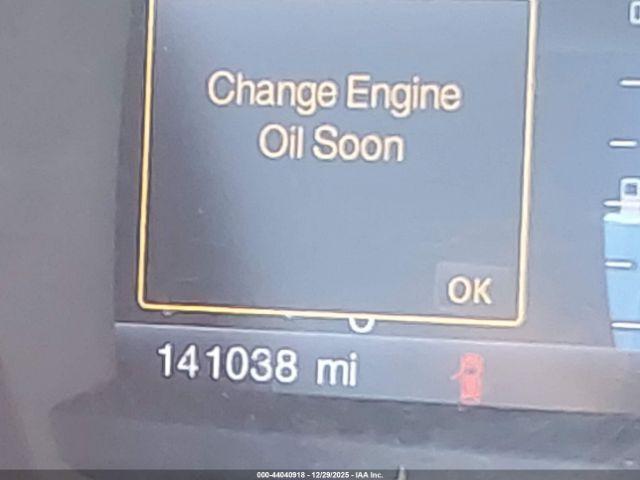 Change Engine
Oil Soon
OK
141038 mi
000-44040918 - 12/29/2025 - IAA Inc.